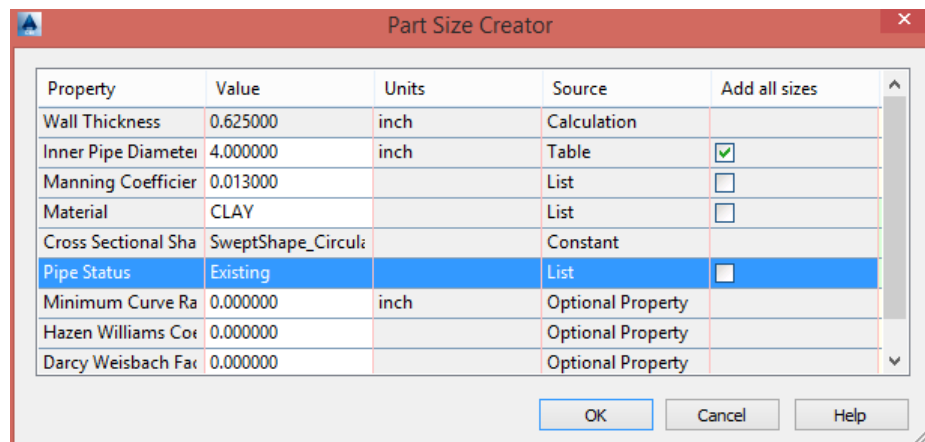 Part Size Creator
Property Value Units Source Add all sizes
Wall Thickness 0.625000 inch Calculation
Inner Pipe Diameter 4.000000 inch Table
Manning Coefficier 0.013000 List
Material CLAY List
Cross Sectional Sha SweptShape_Circula Constant
Pipe Status Existing List
Minimum Curve Ra 0.000000 inch Optional Property
Hazen Williams Coe 0.000000 Optional Property
Darcy Weisbach Fac 0.000000 Optional Property
OK Cancel Help